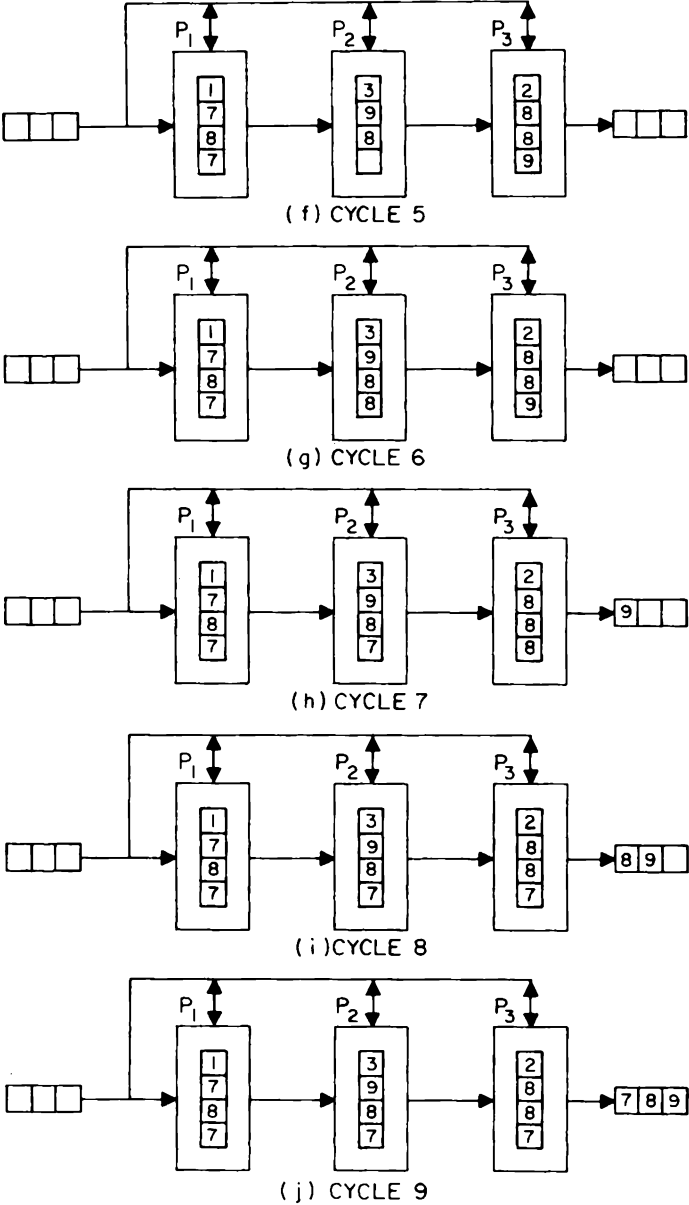 P1 P2 P3
1 3 2
7 9 8
8 8 8
7 9
(f) CYCLE 5
P1 P2 P3
1 3 2
7 9 8
8 8 8
7 8 9
(g) CYCLE 6
P1 P2 P3
1 3 2
7 9 8
8 8 8 9
7 7 8
(h) CYCLE 7
P1 P2 P3
1 3 2
7 9 8
8 8 8 8 9
7 7 7
(i) CYCLE 8
P1 P2 P3
1 3 2
7 9 8
8 8 8 7 8 9
7 7 7
(j) CYCLE 9